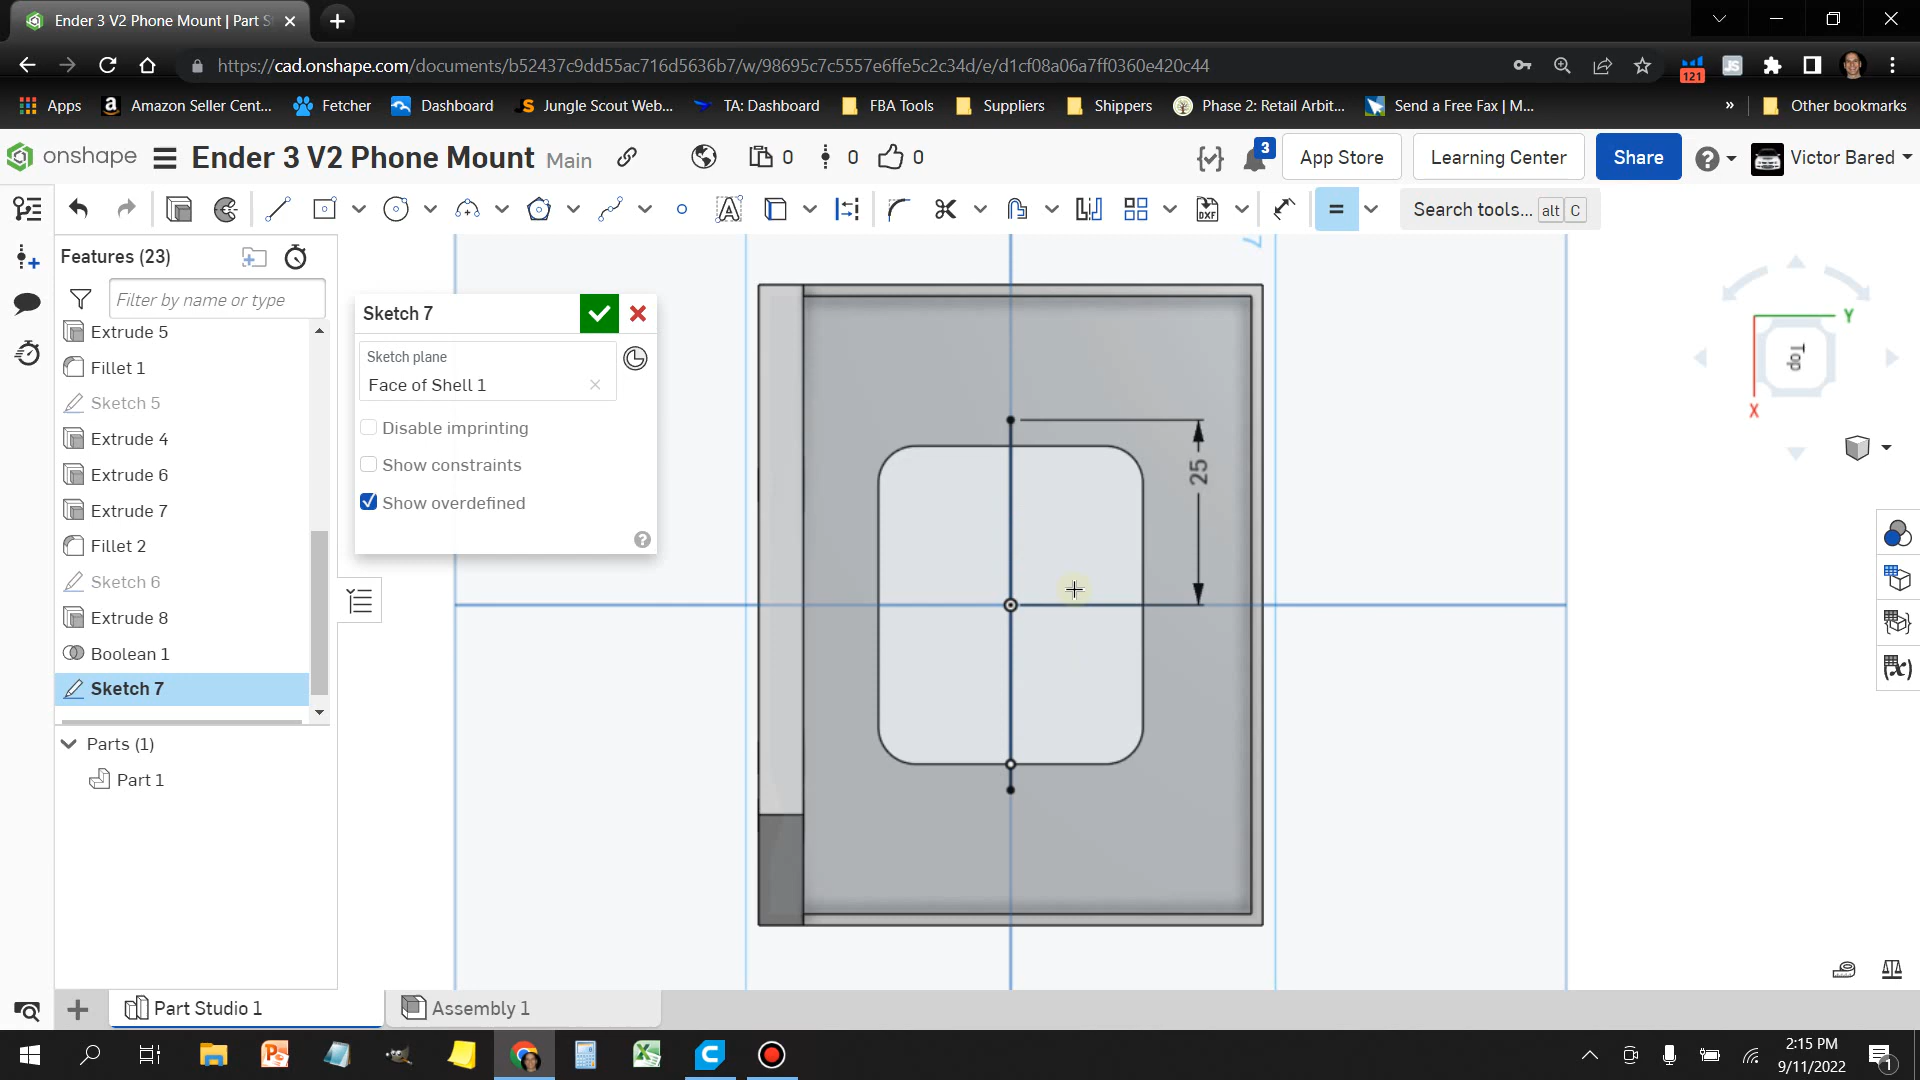 Ender 3 V2 Phone Mount | Part S
https://cad.onshape.com/documents/b52437c9dd55ac716d5636b7/w/98695c7c5557e6ffe5c2c34d/e/d1cf08a06a7ff0360e420c44
121
JS
Apps
Amazon Seller Cent...
Fetcher
Dashboard
Jungle Scout Web...
TA: Dashboard
FBA Tools
Suppliers
Shippers
Phase 2: Retail Arbit...
Send a Free Fax | M...
»
Other bookmarks
onshape
Ender 3 V2 Phone Mount
Main
0
0
0
3
App Store
Learning Center
Share
Victor Bared
DXF
Search tools... alt C
Features (23)
Filter by name or type
Extrude 5
Fillet 1
Sketch 5
Extrude 4
Extrude 6
Extrude 7
Fillet 2
Sketch 6
Extrude 8
Boolean 1
Sketch 7
Parts (1)
Part 1
Sketch 7
Sketch plane
Face of Shell 1
Disable imprinting
Show constraints
Show overdefined
25
Y
Top
X
(x)
Part Studio 1
Assembly 1
2:15 PM
9/11/2022
1